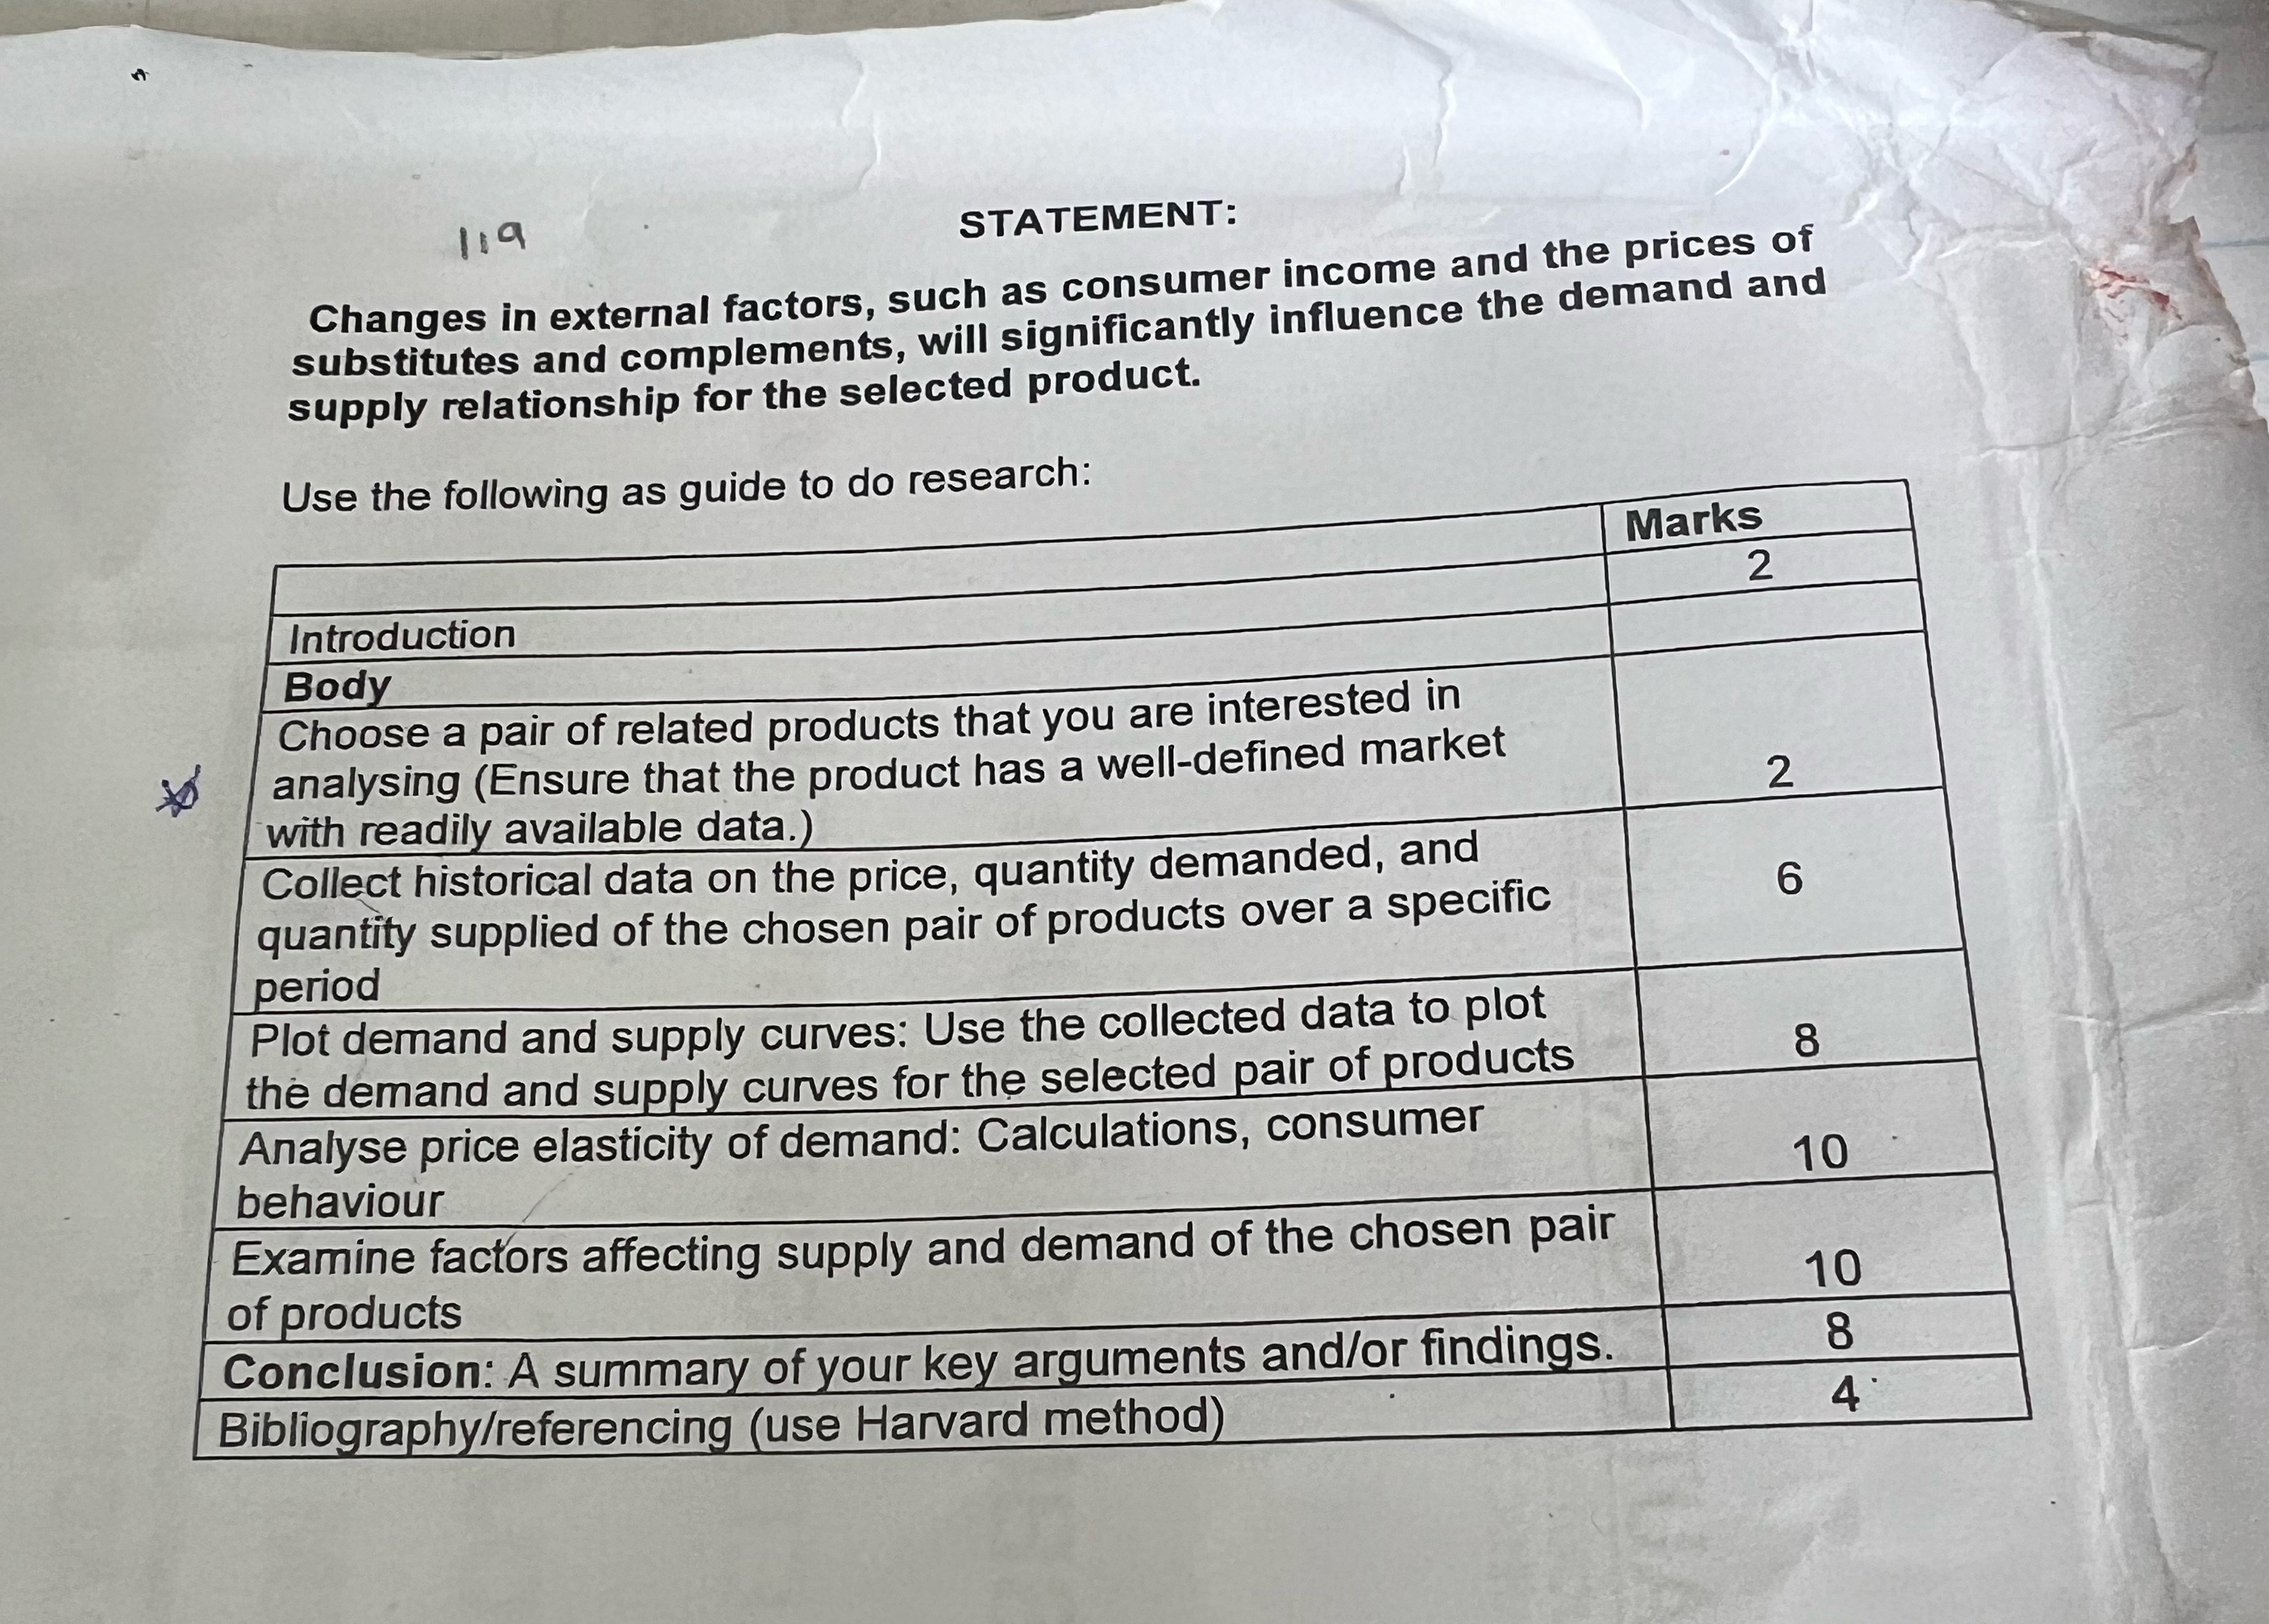 119
STATEMENT:
Changes in external factors, such as consumer income and the prices of
substitutes and complements, will significantly influence the demand and
supply relationship for the selected product.
Use the following as guide to do research:
Marks
Introduction 2
Body
Choose a pair of related products that you are interested in
analysing (Ensure that the product has a well-defined market
with readily available data.) 2
Collect historical data on the price, quantity demanded, and
quantity supplied of the chosen pair of products over a specific
period 6
Plot demand and supply curves: Use the collected data to plot
the demand and supply curves for the selected pair of products 8
Analyse price elasticity of demand: Calculations, consumer
behaviour 10
Examine factors affecting supply and demand of the chosen pair
of products 10
Conclusion: A summary of your key arguments and/or findings. 8
Bibliography/referencing (use Harvard method) 4